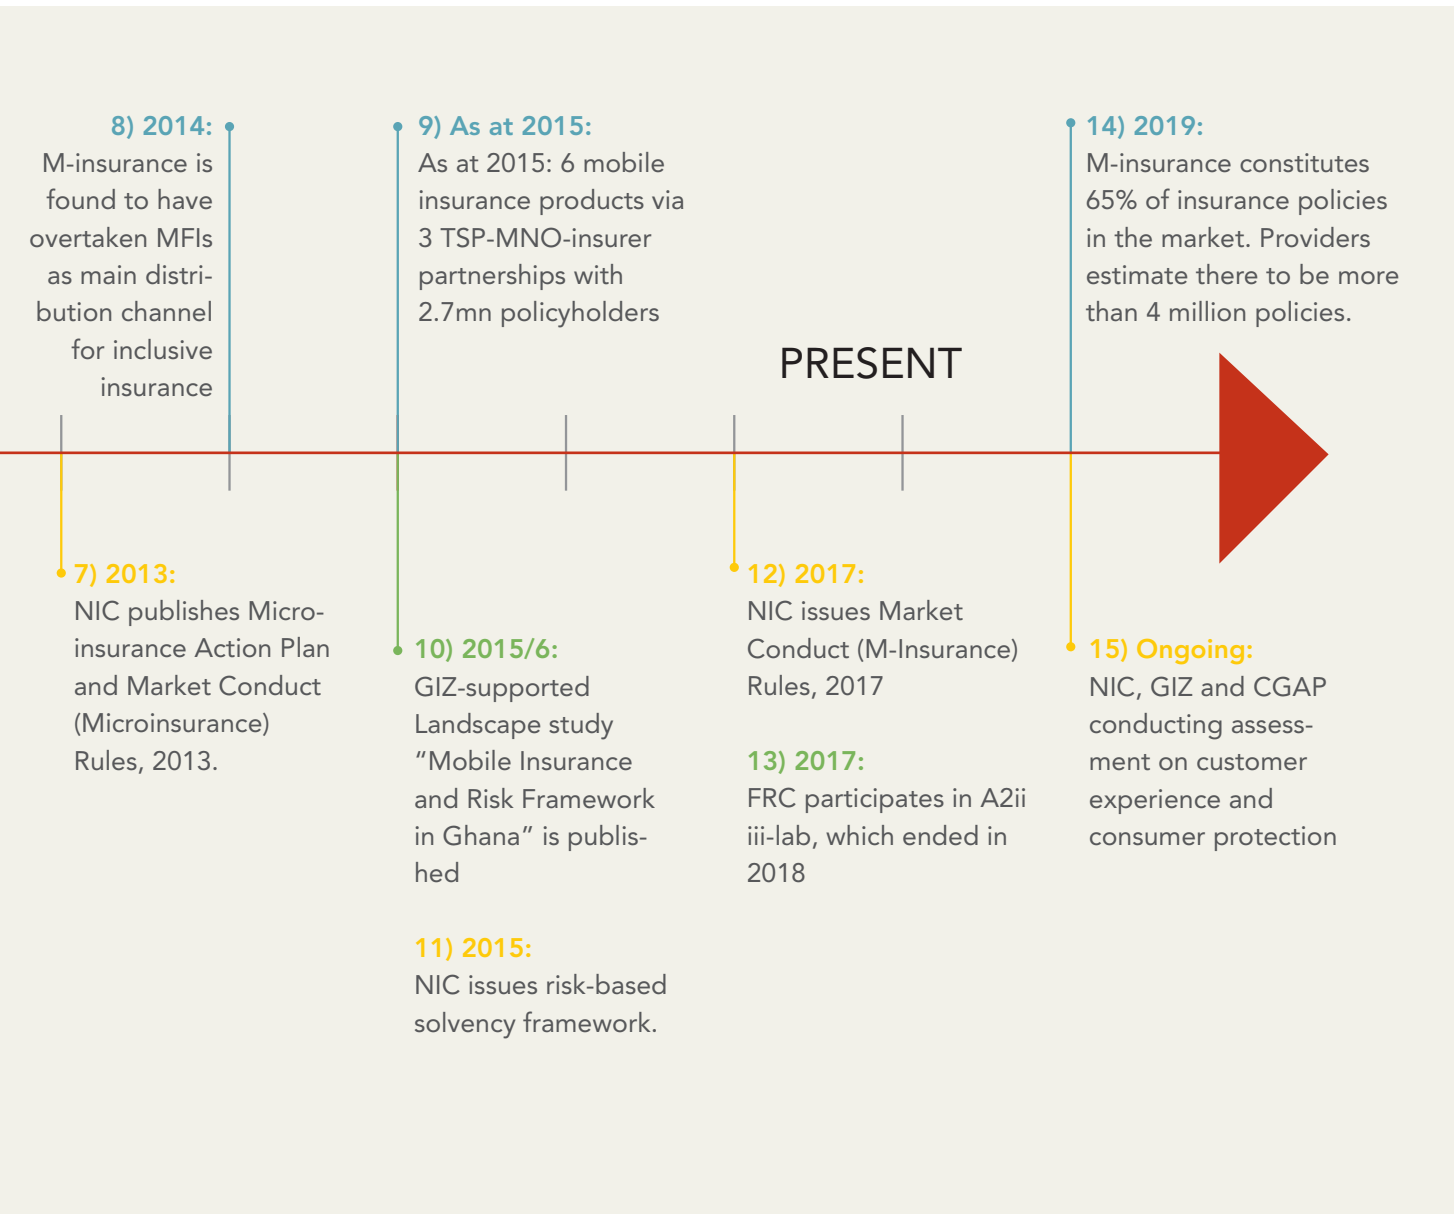 8) 2014:
M-insurance is
found to have
overtaken MFIs
as main distri-
bution channel
for inclusive
insurance
9) As at 2015:
As at 2015: 6 mobile
insurance products via
3 TSP-MNO-insurer
partnerships with
2.7mn policyholders
14) 2019:
M-insurance constitutes
65% of insurance policies
in the market. Providers
estimate there to be more
than 4 million policies.
PRESENT
7) 2013:
NIC publishes Micro-
insurance Action Plan
and Market Conduct
(Microinsurance)
Rules, 2013.
10) 2015/6:
GIZ-supported
Landscape study
“Mobile Insurance
and Risk Framework
in Ghana” is publis-
hed
11) 2015:
NIC issues risk-based
solvency framework.
12) 2017:
NIC issues Market
Conduct (M-Insurance)
Rules, 2017
13) 2017:
FRC participates in A2ii
iii-lab, which ended in
2018
15) Ongoing:
NIC, GIZ and CGAP
conducting assess-
ment on customer
experience and
consumer protection